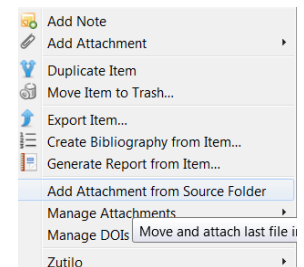 Add Note
Add Attachment
Duplicate Item
Move Item to Trash...
Export Item...
Create Bibliography from Item...
Generate Report from Item...
Add Attachment from Source Folder
Manage Attachments
Manage DOIs
Move and attach last file
Zutilo